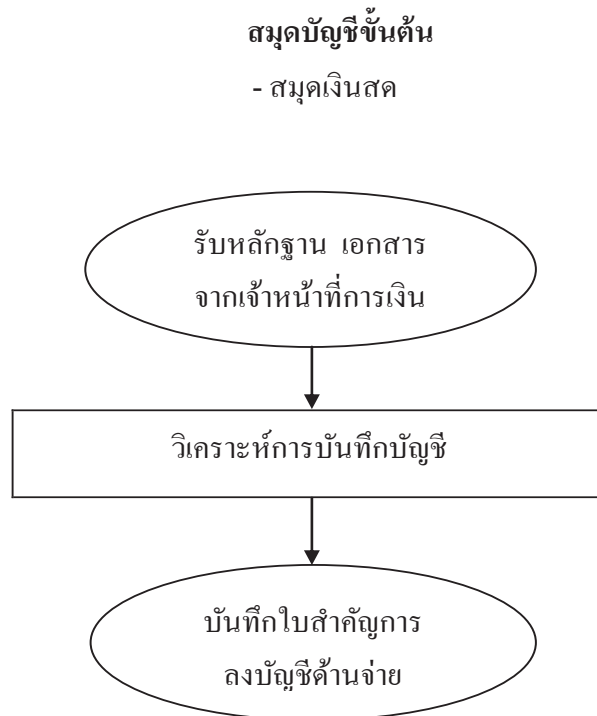 สมุดบัญชีขั้นต้น
- สมุดเงินสด
รับหลักฐาน เอกสาร
จากเจ้าหน้าที่การเงิน
วิเคราะห์การบันทึกบัญชี
บันทึกใบสำคัญการ
ลงบัญชีด้านจ่าย